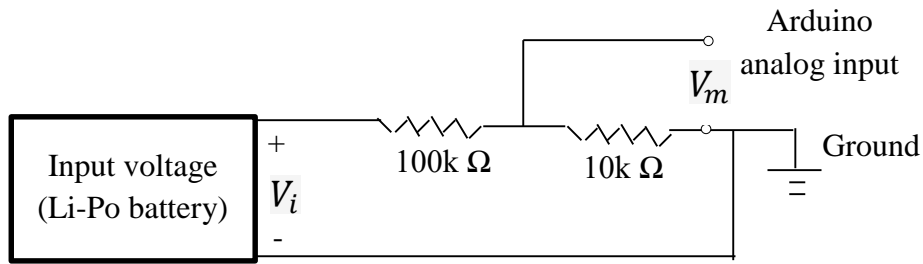 Arduino
analog input
V_m
Input voltage
(Li-Po battery)
+
V_i
-
100k Ω
10k Ω
Ground